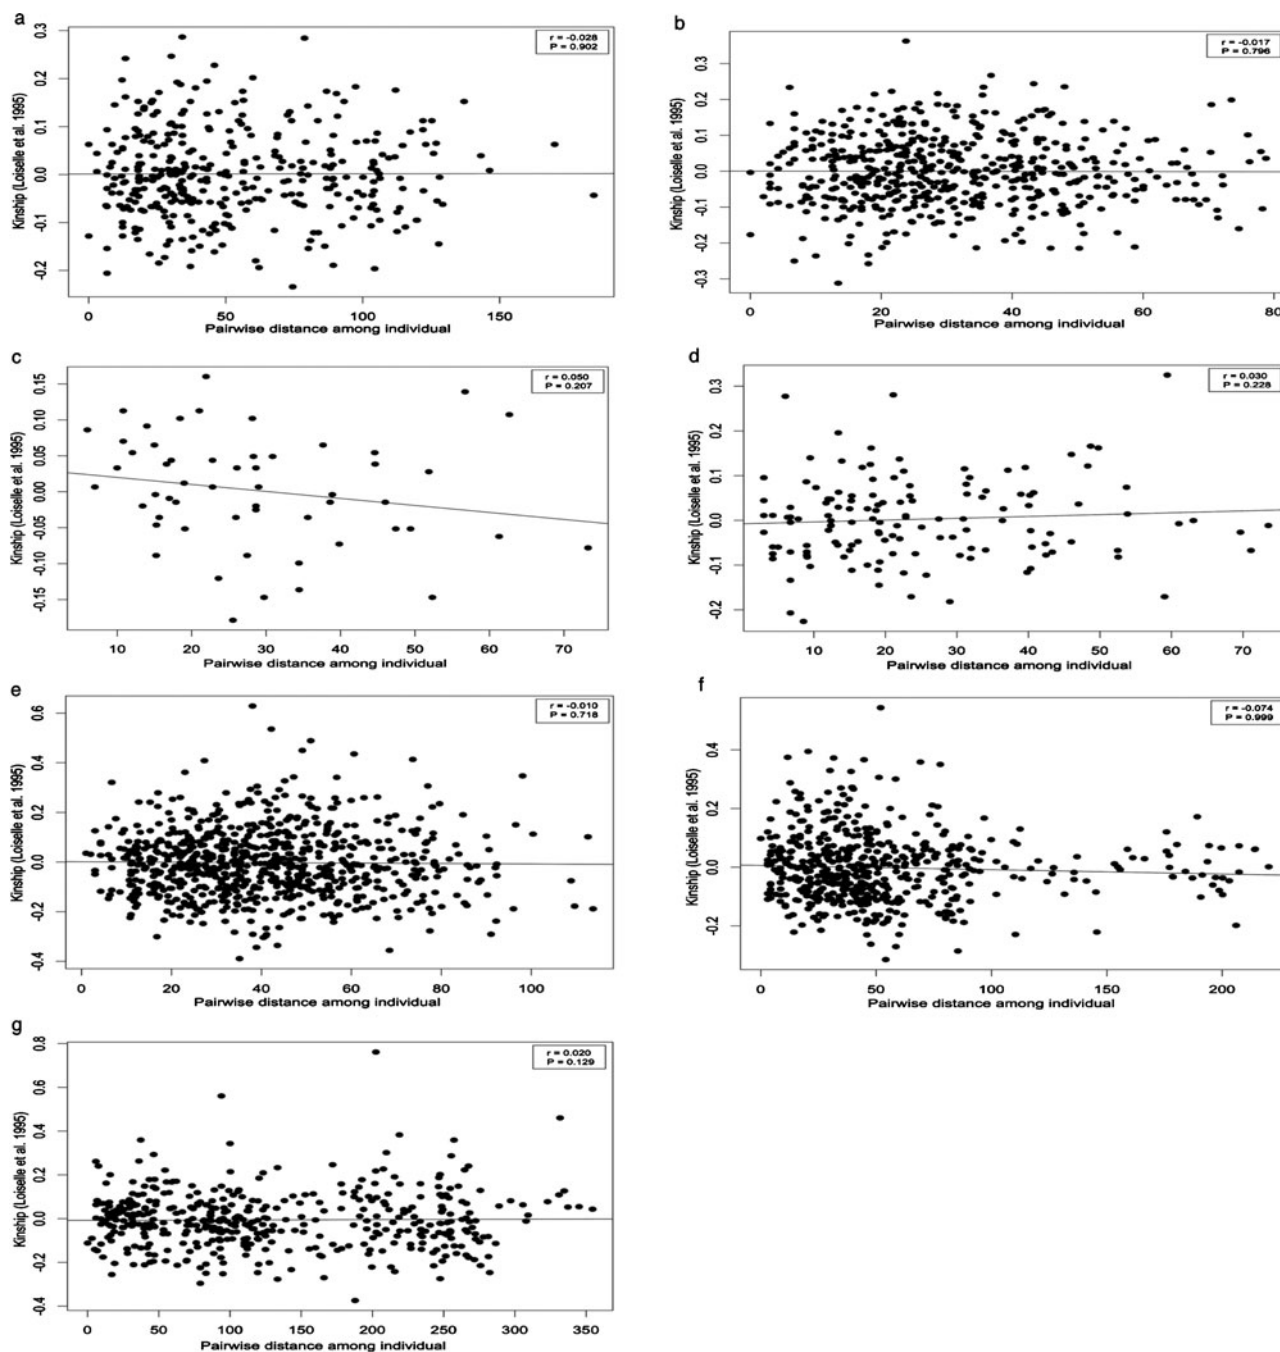 a
r = -0.028
P = 0.902
Kinship (Loiselle et al. 1995)
0.3
0.2
0.1
0.0
-0.1
-0.2
0 50 100 150
Pairwise distance among individual
b
r = -0.017
P = 0.796
Kinship (Loiselle et al. 1995)
0.3
0.2
0.1
0.0
-0.1
-0.2
-0.3
0 20 40 60 80
Pairwise distance among individual
c
r = 0.050
P = 0.207
Kinship (Loiselle et al. 1995)
0.15
0.10
0.05
0.00
-0.05
-0.10
-0.15
10 20 30 40 50 60 70
Pairwise distance among individual
d
r = 0.030
P = 0.228
Kinship (Loiselle et al. 1995)
0.3
0.2
0.1
0.0
-0.1
-0.2
10 20 30 40 50 60 70
Pairwise distance among individual
e
r = -0.010
P = 0.718
Kinship (Loiselle et al. 1995)
0.6
0.4
0.2
0.0
-0.2
-0.4
0 20 40 60 80 100
Pairwise distance among individual
f
r = -0.074
P = 0.999
Kinship (Loiselle et al. 1995)
0.4
0.2
0.0
-0.2
0 50 100 150 200
Pairwise distance among individual
g
r = 0.020
P = 0.129
Kinship (Loiselle et al. 1995)
0.8
0.6
0.4
0.2
0.0
-0.2
-0.4
0 50 100 150 200 250 300 350
Pairwise distance among individual